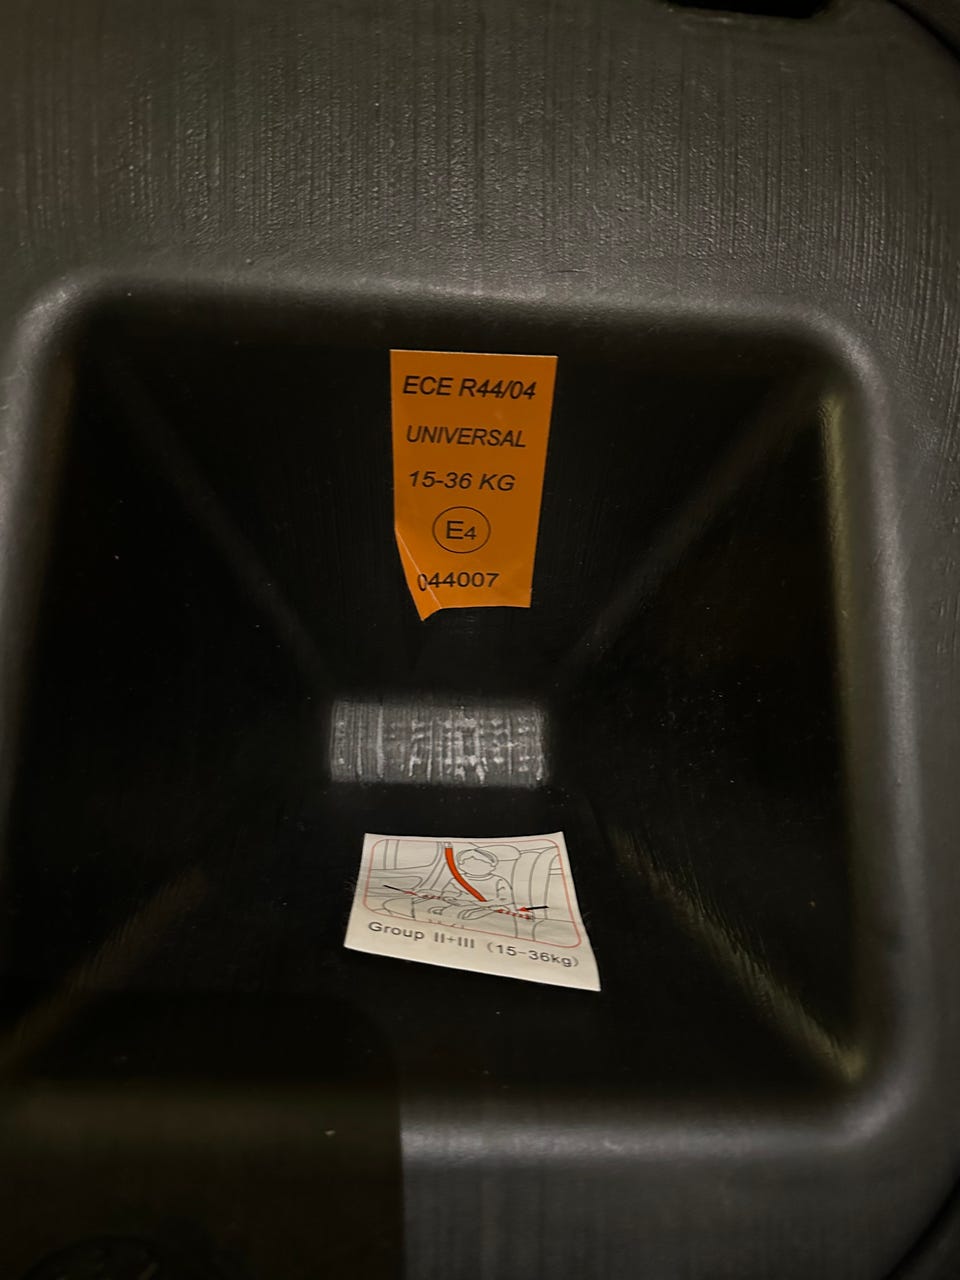 ECE R44/04
UNIVERSAL
15-36 KG
E4
044007
Group II+III (15-36kg)